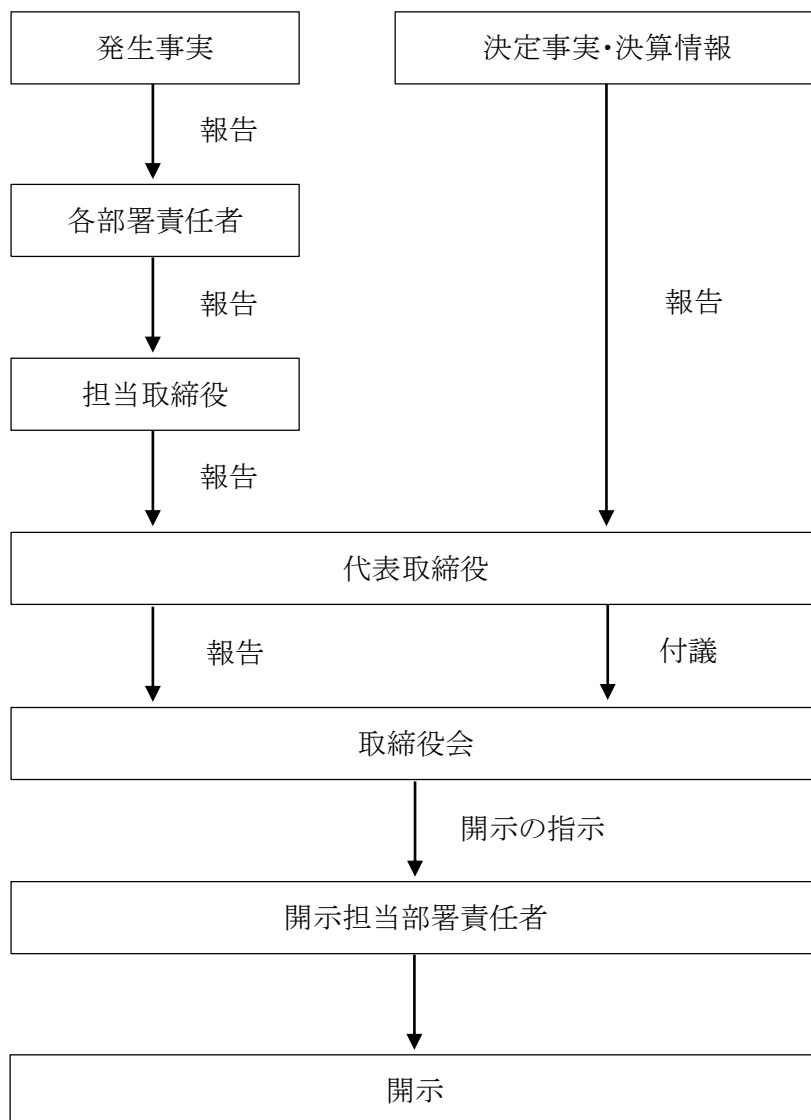 発生事実
決定事実・決算情報
報告
各部署責任者
報告
報告
担当取締役
報告
代表取締役
報告
付議
取締役会
開示の指示
開示担当部署責任者
開示